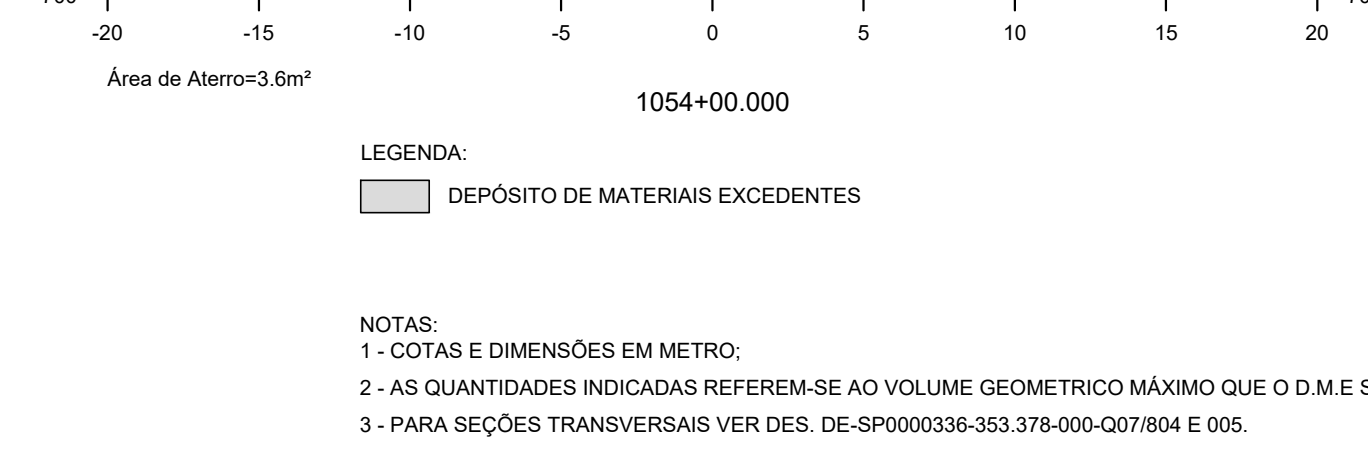 -20 -15 -10 -5 0 5 10 15 20
Área de Aterro=3.6m²
1054+00.000
LEGENDA:
DEPÓSITO DE MATERIAIS EXCEDENTES
NOTAS:
1 - COTAS E DIMENSÕES EM METRO;
2 - AS QUANTIDADES INDICADAS REFEREM-SE AO VOLUME GEOMETRICO MÁXIMO QUE O D.M.E
3 - PARA SEÇÕES TRANSVERSAIS VER DES. DE-SP0000336-353.378-000-Q07/804 E 005.